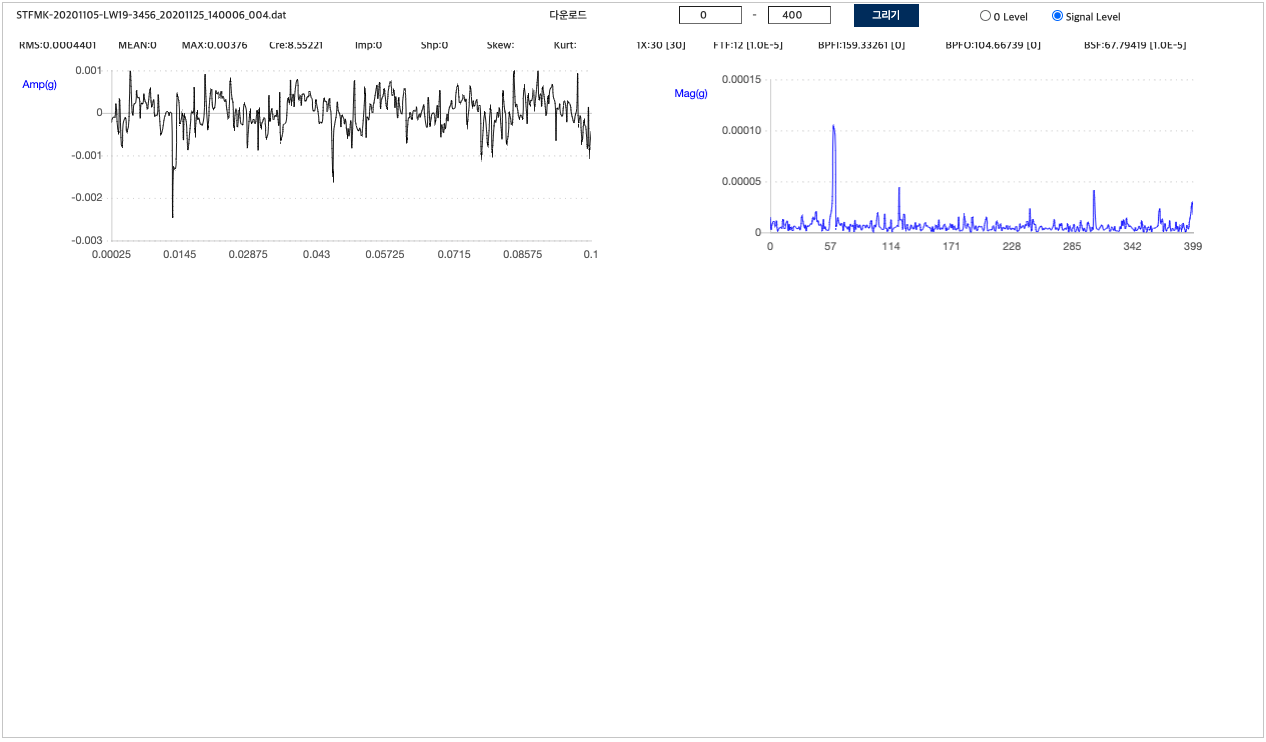 STFMK-20201105-LW19-3456_20201125_140006_004.dat 다운로드 0 - 400 그리기 0 Level Signal Level
RMS:0.0004401 MEAN:0 MAX:0.00376 Cre:8.55221 Imp:0 Shp:0 Skew: Kurt: 1X:30 [30] FTF:12 [1.0E-5] BPFI:159.33261 [0] BPFO:104.66739 [0] BSF:67.79419 [1.0E-5]
Amp(g)
0.001
0
-0.001
-0.002
-0.003
0.00025 0.0145 0.02875 0.043 0.05725 0.0715 0.08575 0.1
Mag(g)
0.00015
0.00010
0.00005
0
0 57 114 171 228 285 342 399